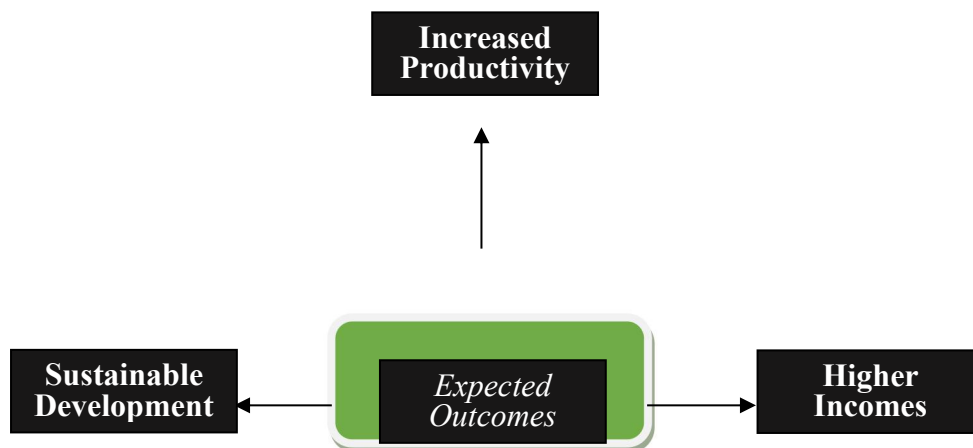 Increased
Productivity
Sustainable
Development
Expected
Outcomes
Higher
Incomes